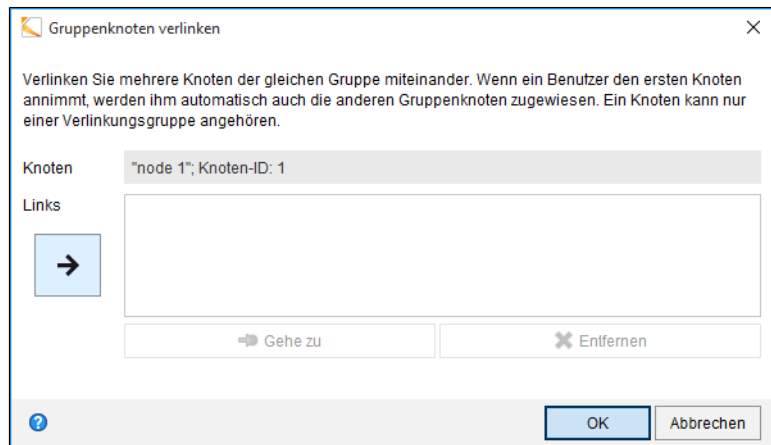 Gruppenknoten verlinken
Verlinken Sie mehrere Knoten der gleichen Gruppe miteinander. Wenn ein Benutzer den ersten Knoten
annimmt, werden ihm automatisch auch die anderen Gruppenknoten zugewiesen. Ein Knoten kann nur
einer Verlinkungsgruppe angehören.
Knoten "node 1"; Knoten-ID: 1
Links
Gehe zu Entfernen
OK Abbrechen